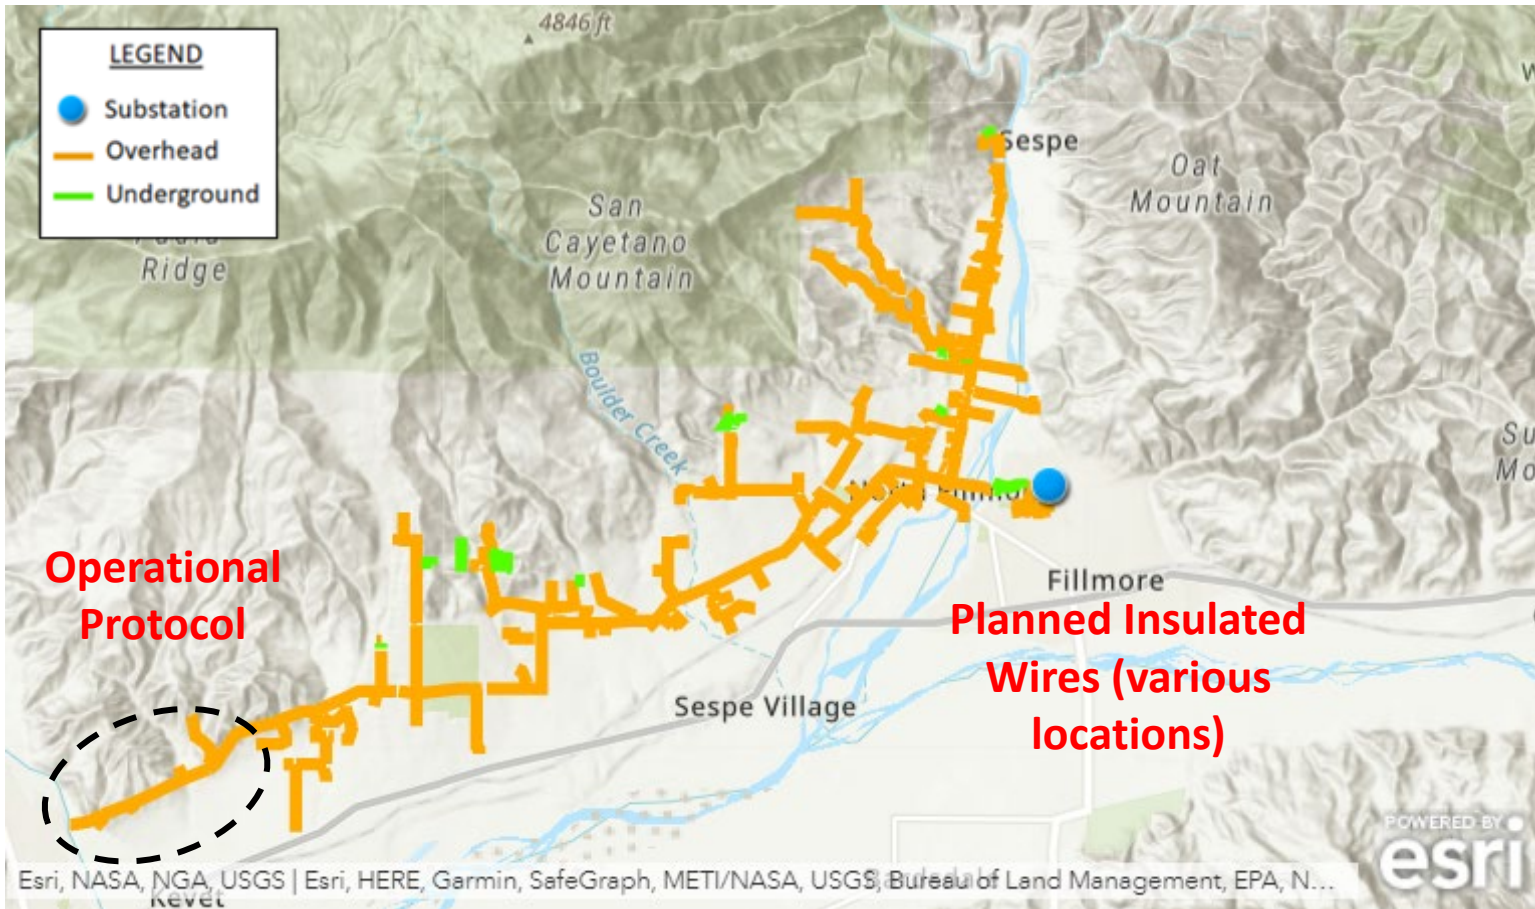 4846 ft
LEGEND
Substation
Overhead
Underground
Ridge
San
Cayetano
Mountain
Sespe
Oat
Mountain
Boulder Creek
Su
Mo
Operational
Protocol
Fillmore
Planned Insulated
Wires (various
locations)
Sespe Village
POWERED BY
esri
Esri, NASA, NGA, USGS | Esri, HERE, Garmin, SafeGraph, METI/NASA, USGS, Bureau of Land Management, EPA, N...